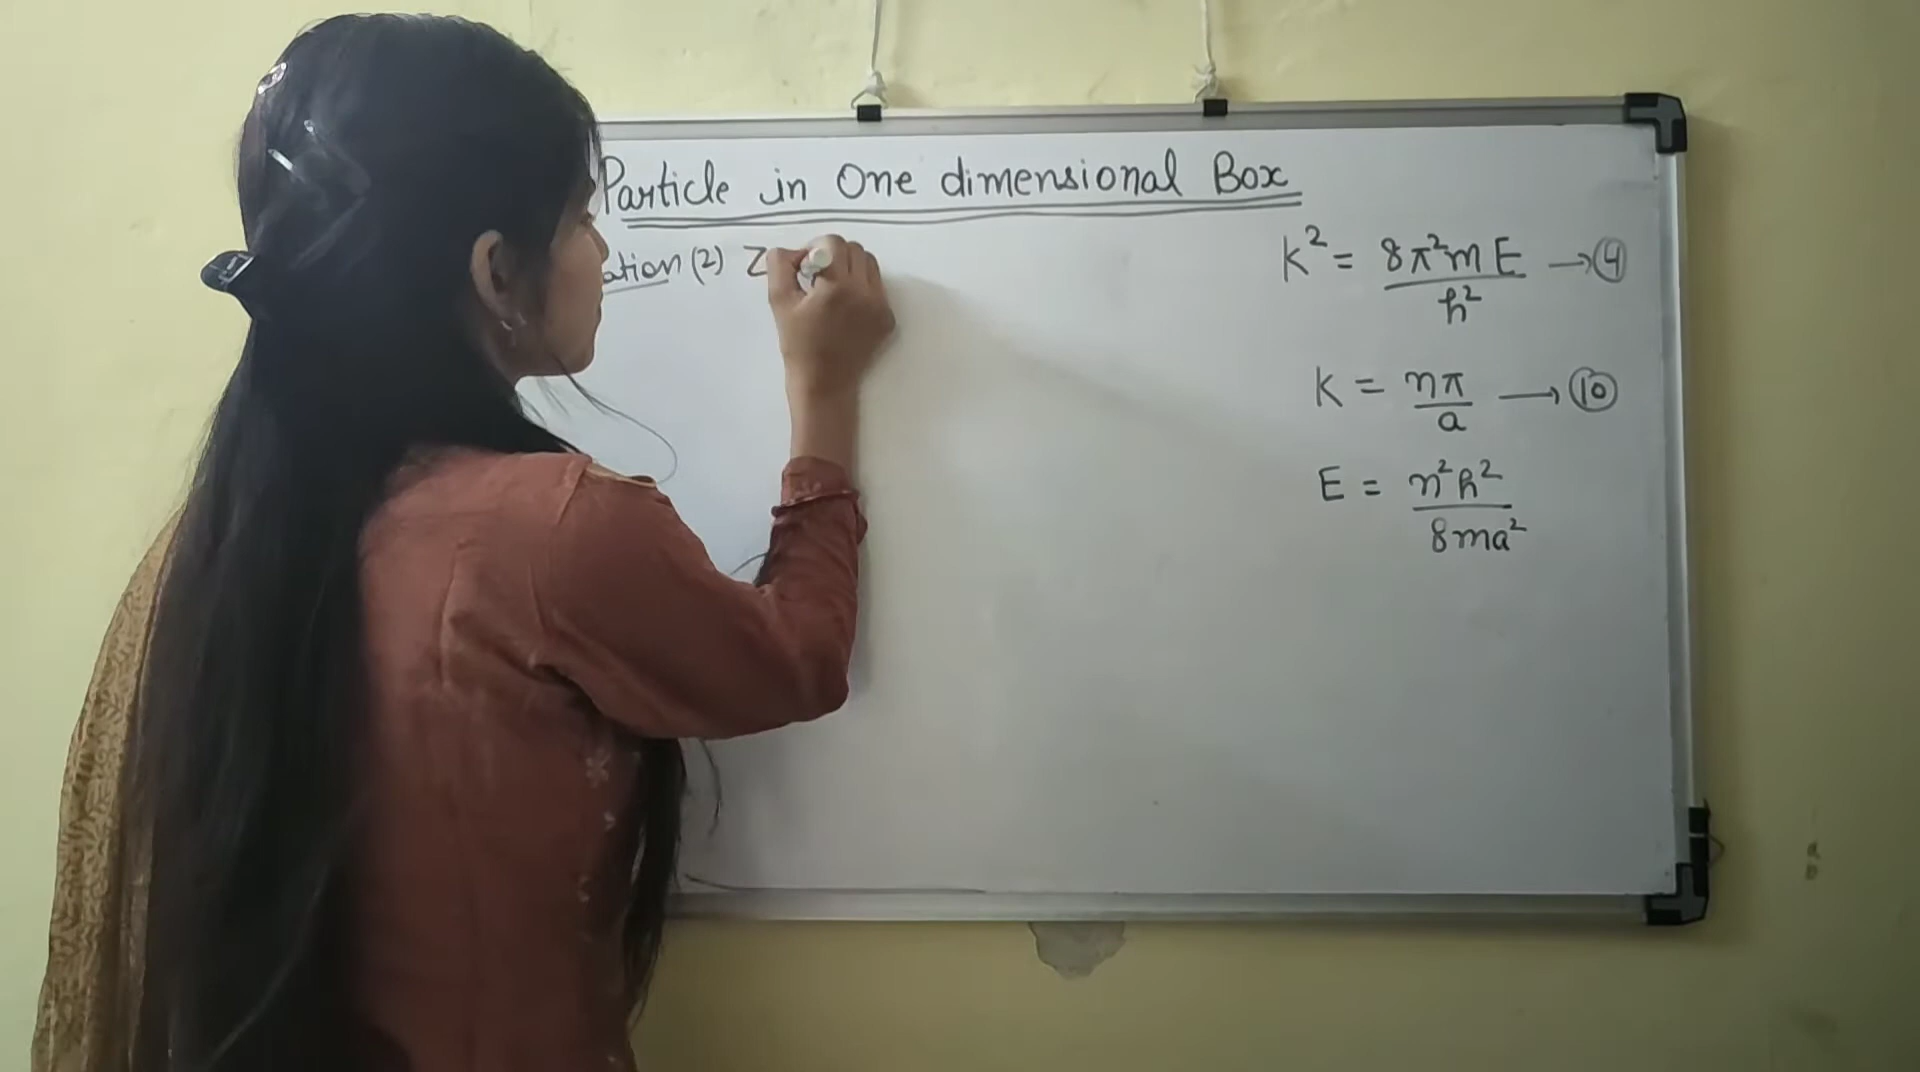 Particle in One dimensional Box
ation (2) Z
K² = 8π²mE / h² → ④
K = nπ / a → ⑩
E = n²h² / 8ma²